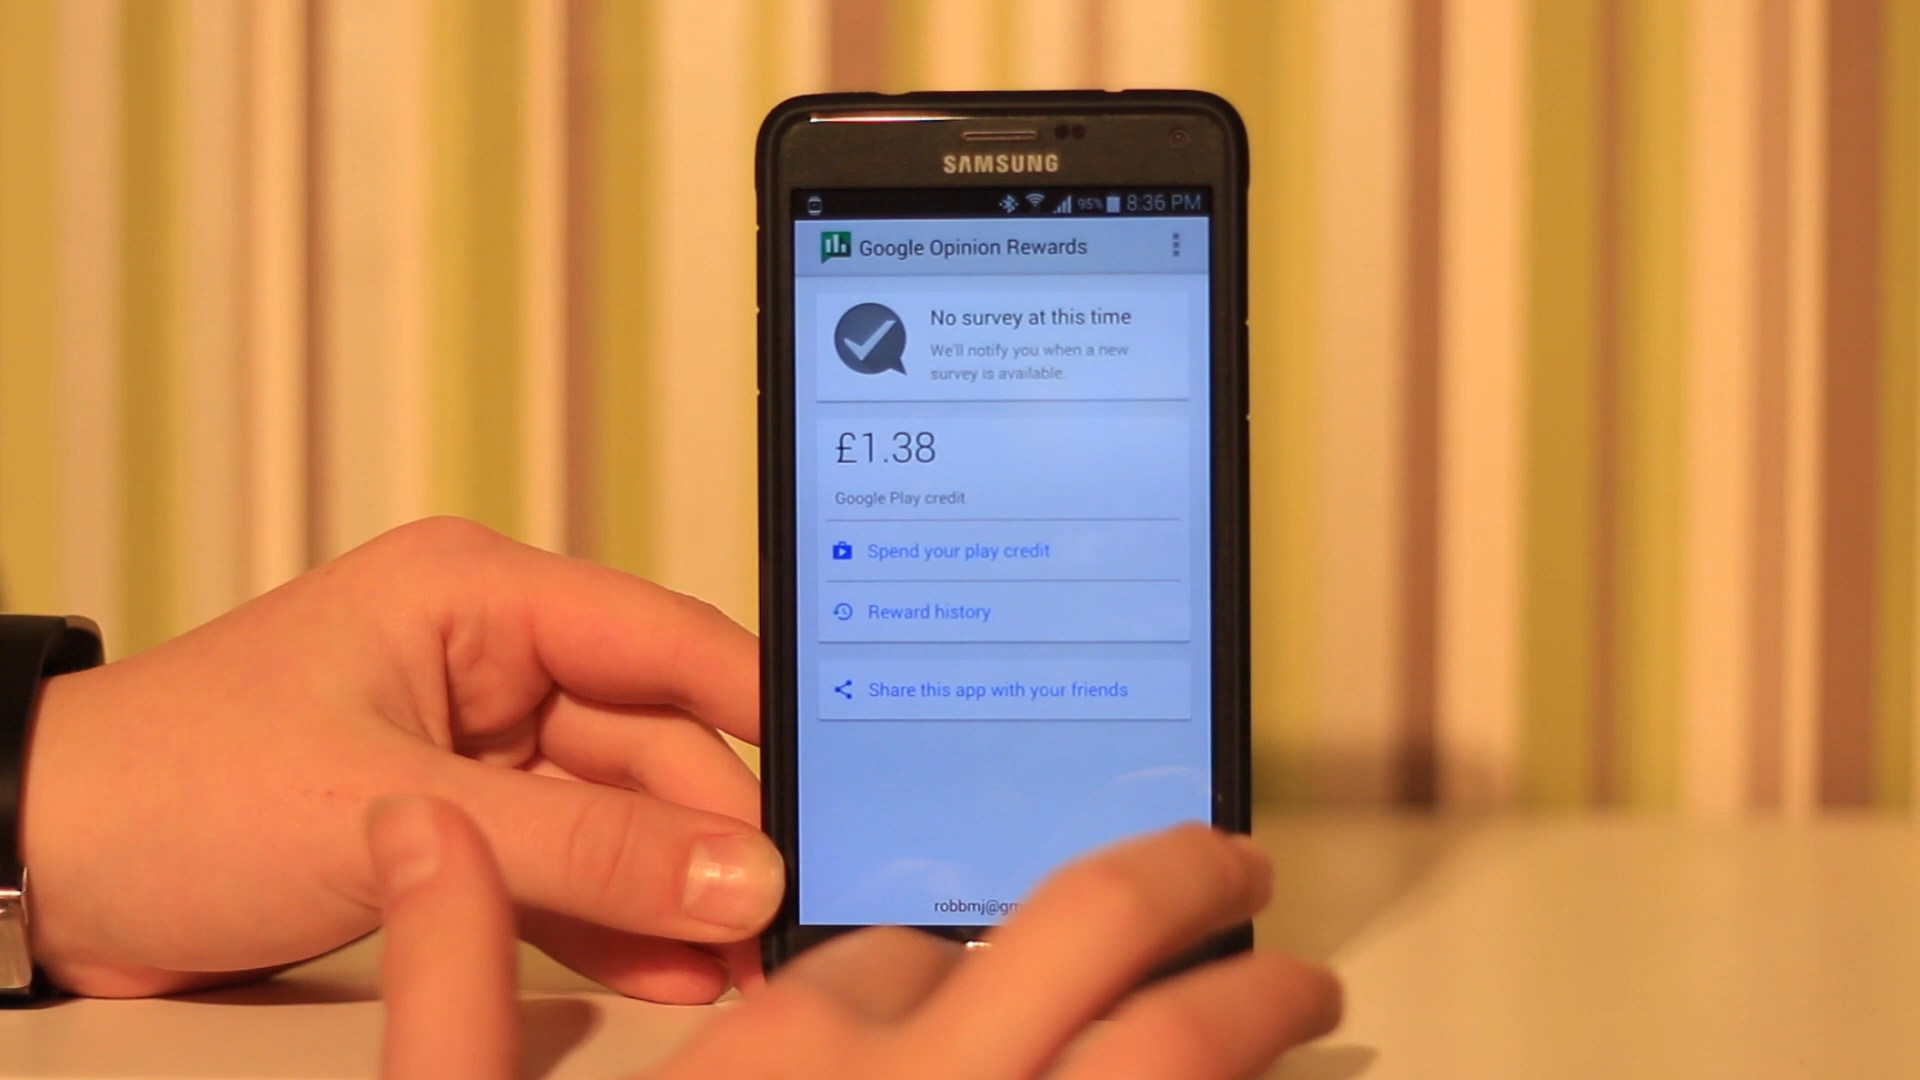 SAMSUNG
95% 8:36 PM
Google Opinion Rewards
No survey at this time
We'll notify you when a new
survey is available.
£1.38
Google Play credit
Spend your play credit
Reward history
Share this app with your friends
robbmj@gm